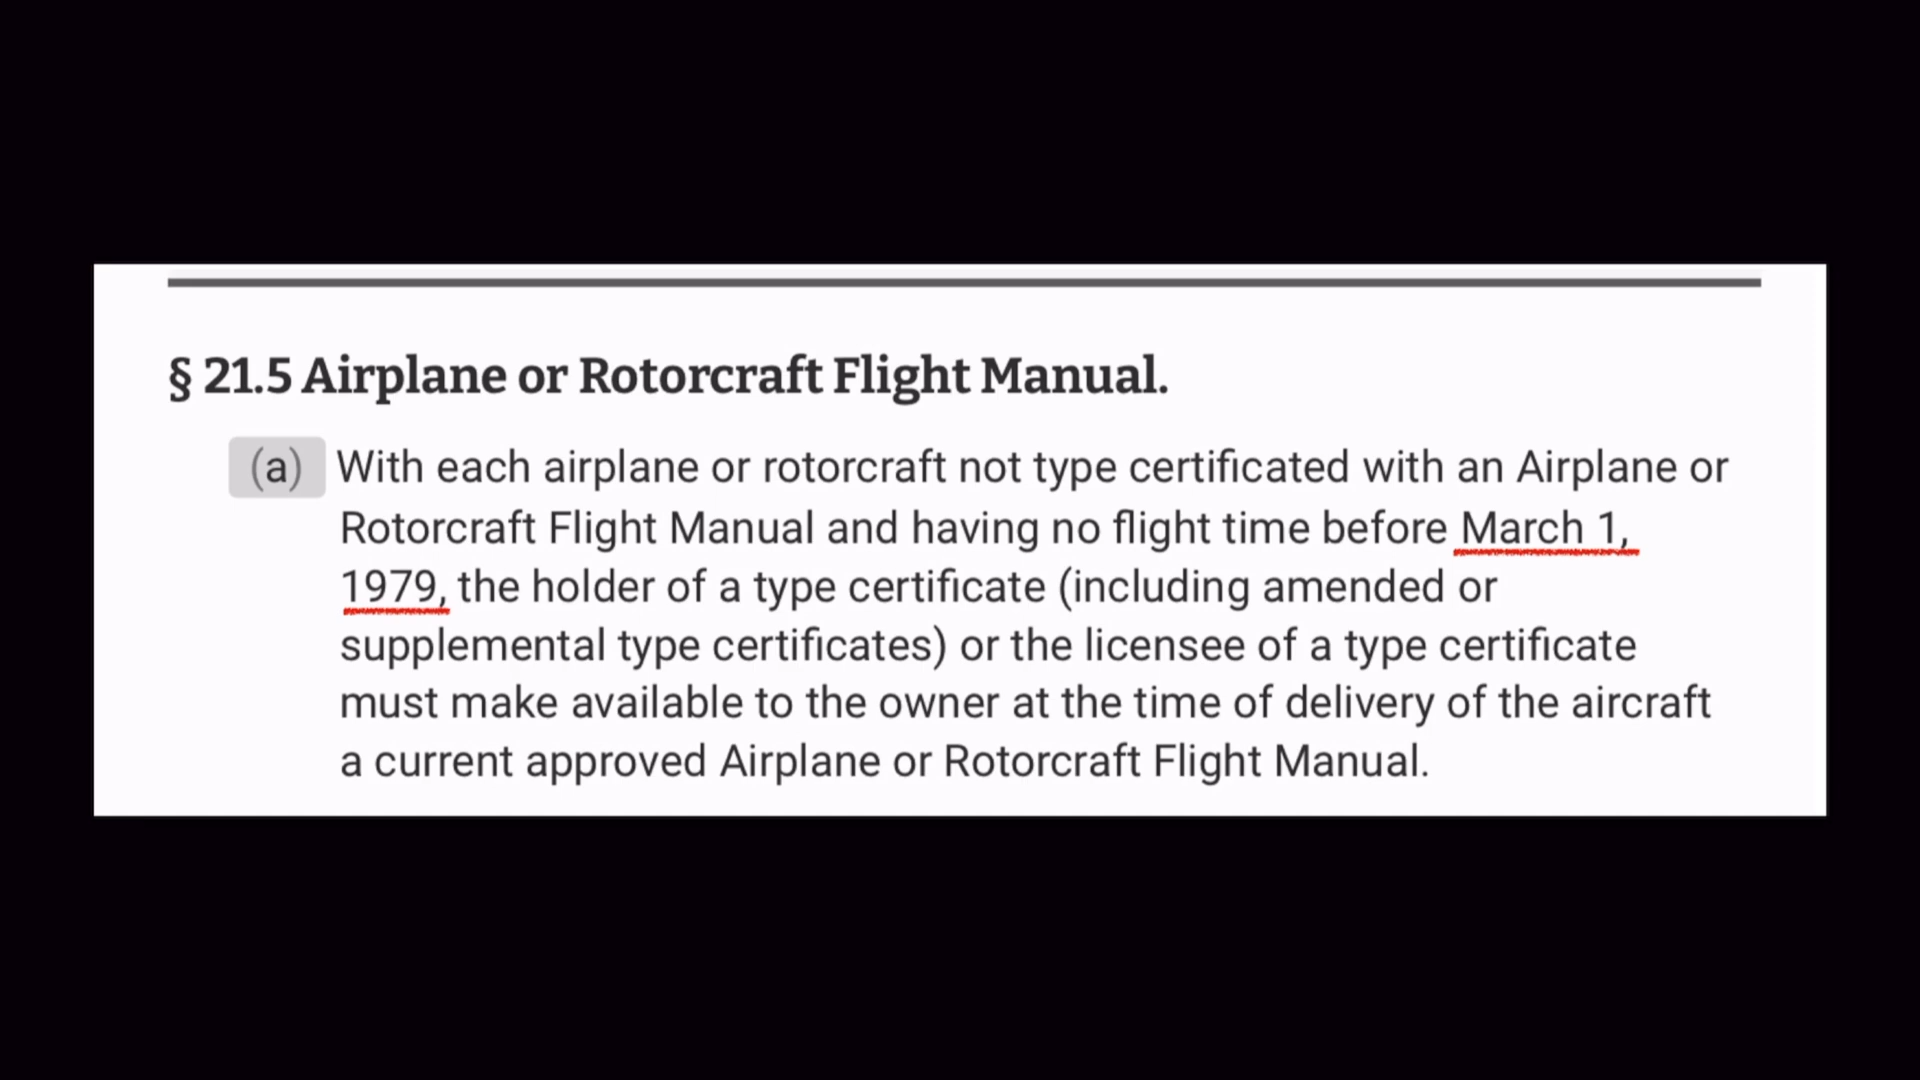 § 21.5 Airplane or Rotorcraft Flight Manual.
(a) With each airplane or rotorcraft not type certificated with an Airplane or
Rotorcraft Flight Manual and having no flight time before March 1,
1979, the holder of a type certificate (including amended or
supplemental type certificates) or the licensee of a type certificate
must make available to the owner at the time of delivery of the aircraft
a current approved Airplane or Rotorcraft Flight Manual.